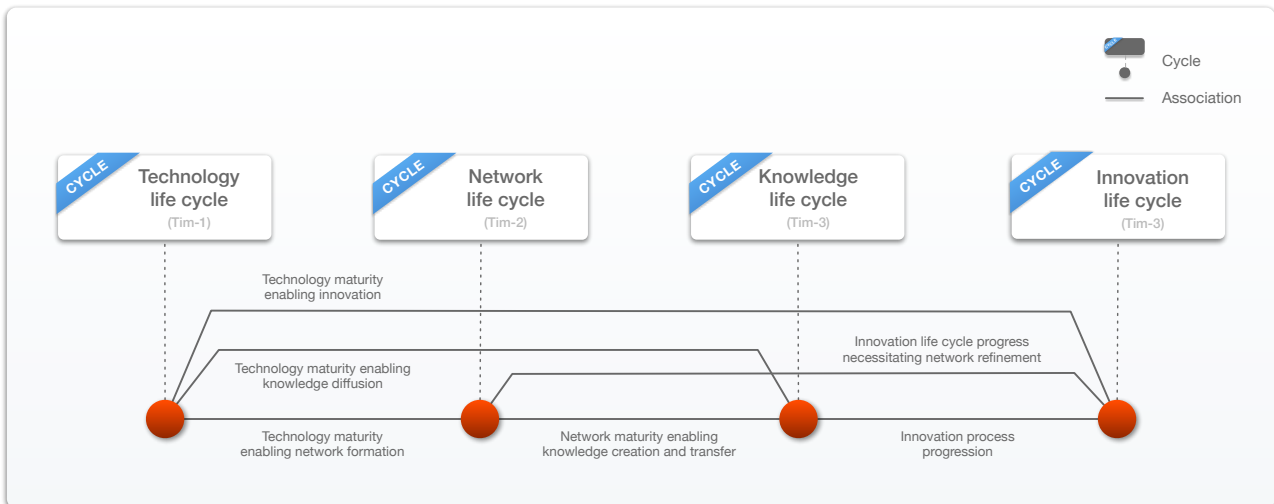 Cycle
Association
CYCLE
Technology
life cycle
(Tim-1)
CYCLE
Network
life cycle
(Tim-2)
CYCLE
Knowledge
life cycle
(Tim-3)
CYCLE
Innovation
life cycle
(Tim-3)
Technology maturity
enabling innovation
Innovation life cycle progress
necessitating network refinement
Technology maturity enabling
knowledge diffusion
Technology maturity
enabling network formation
Network maturity enabling
knowledge creation and transfer
Innovation process
progression